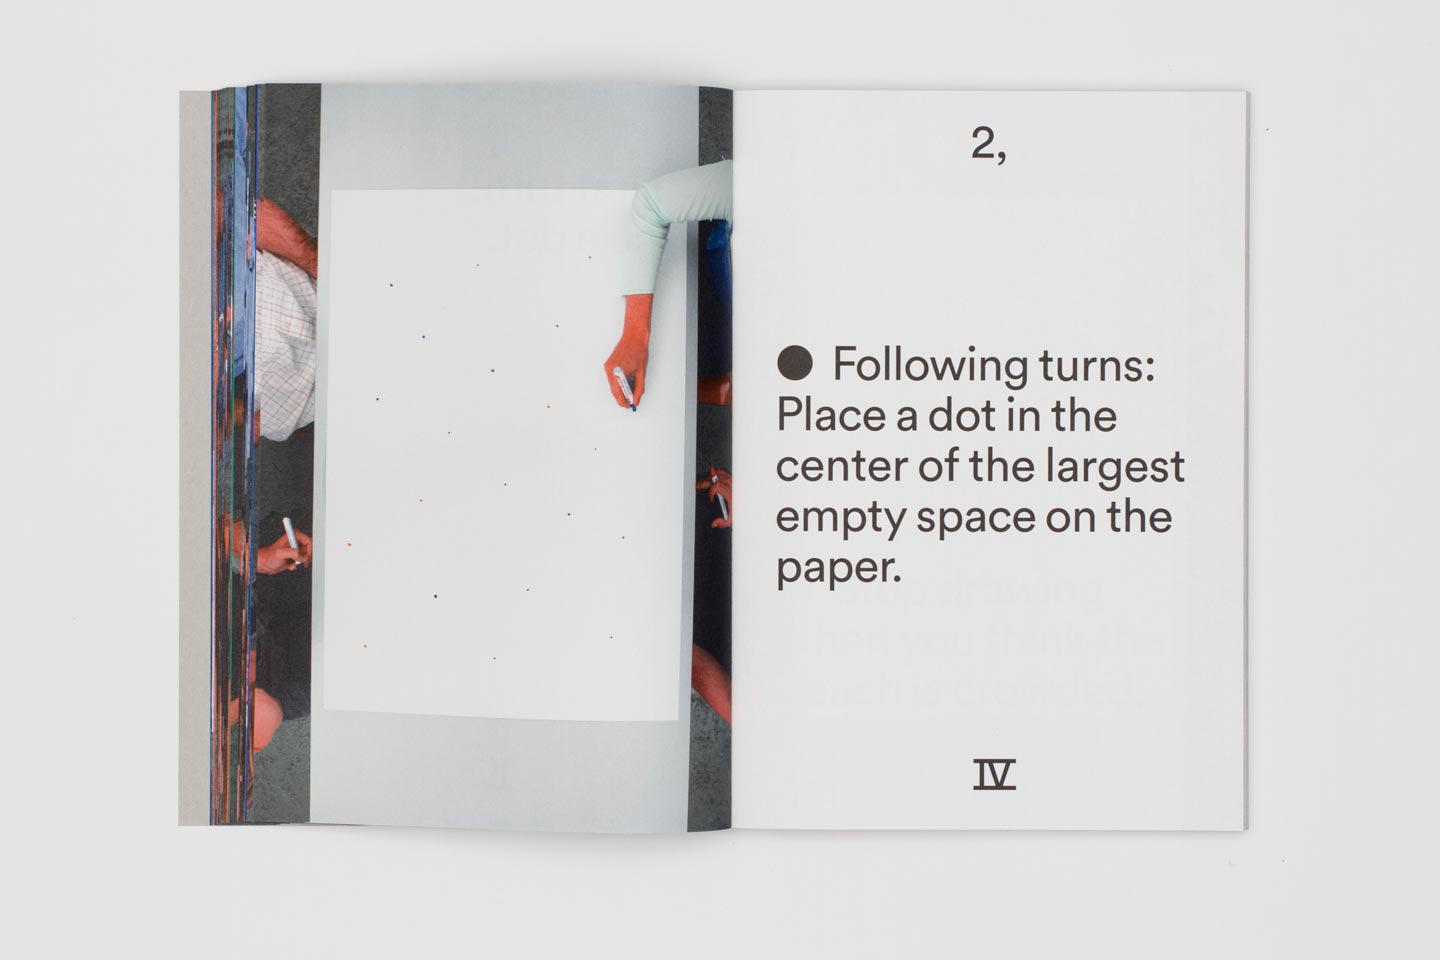 2,
● Following turns:
Place a dot in the
center of the largest
empty space on the
paper.
IV